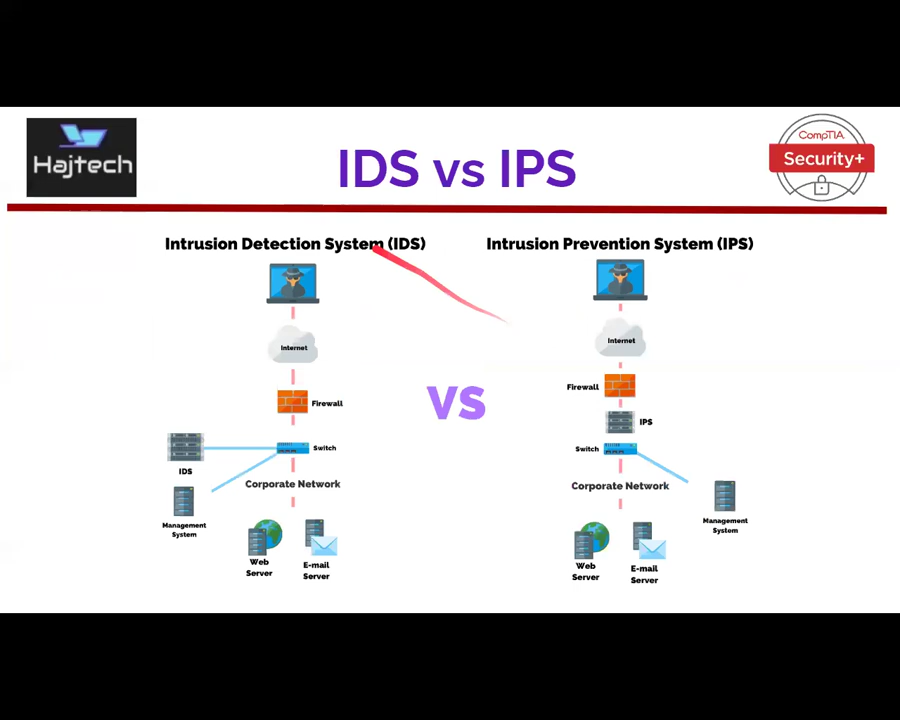 Hajtech
IDS vs IPS
CompTIA
Security+
Intrusion Detection System (IDS)
Internet
Firewall
Switch
IDS
Corporate Network
Management
System
Web
Server
E-mail
Server
VS
Intrusion Prevention System (IPS)
Internet
Firewall
IPS
Switch
Corporate Network
Management
System
Web
Server
E-mail
Server